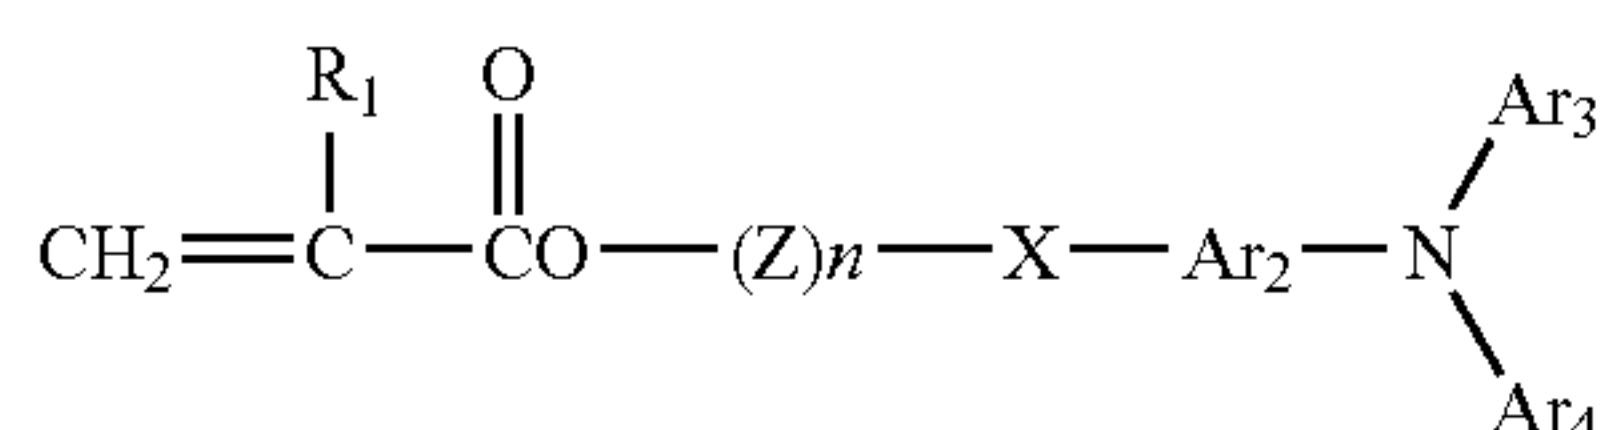 R1 O Ar3
CH2=C—CO—(Z)n—X—Ar2—N
Ar4